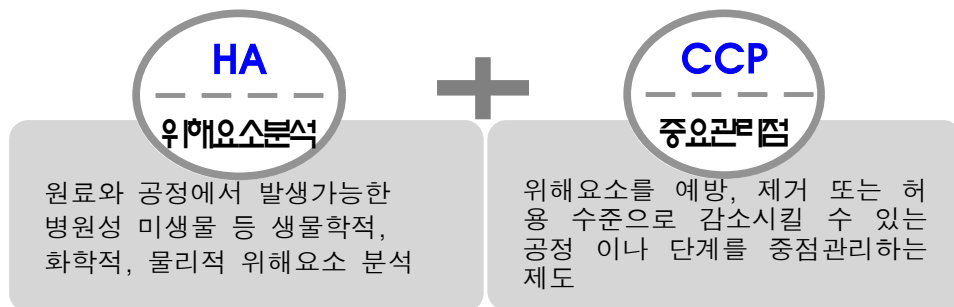 HA
위해요소분석
원료와 공정에서 발생가능한
병원성 미생물 등 생물학적,
화학적, 물리적 위해요소 분석
CCP
중요관리점
위해요소를 예방, 제거 또는 허
용 수준으로 감소시킬 수 있는
공정 이나 단계를 중점관리하는
제도